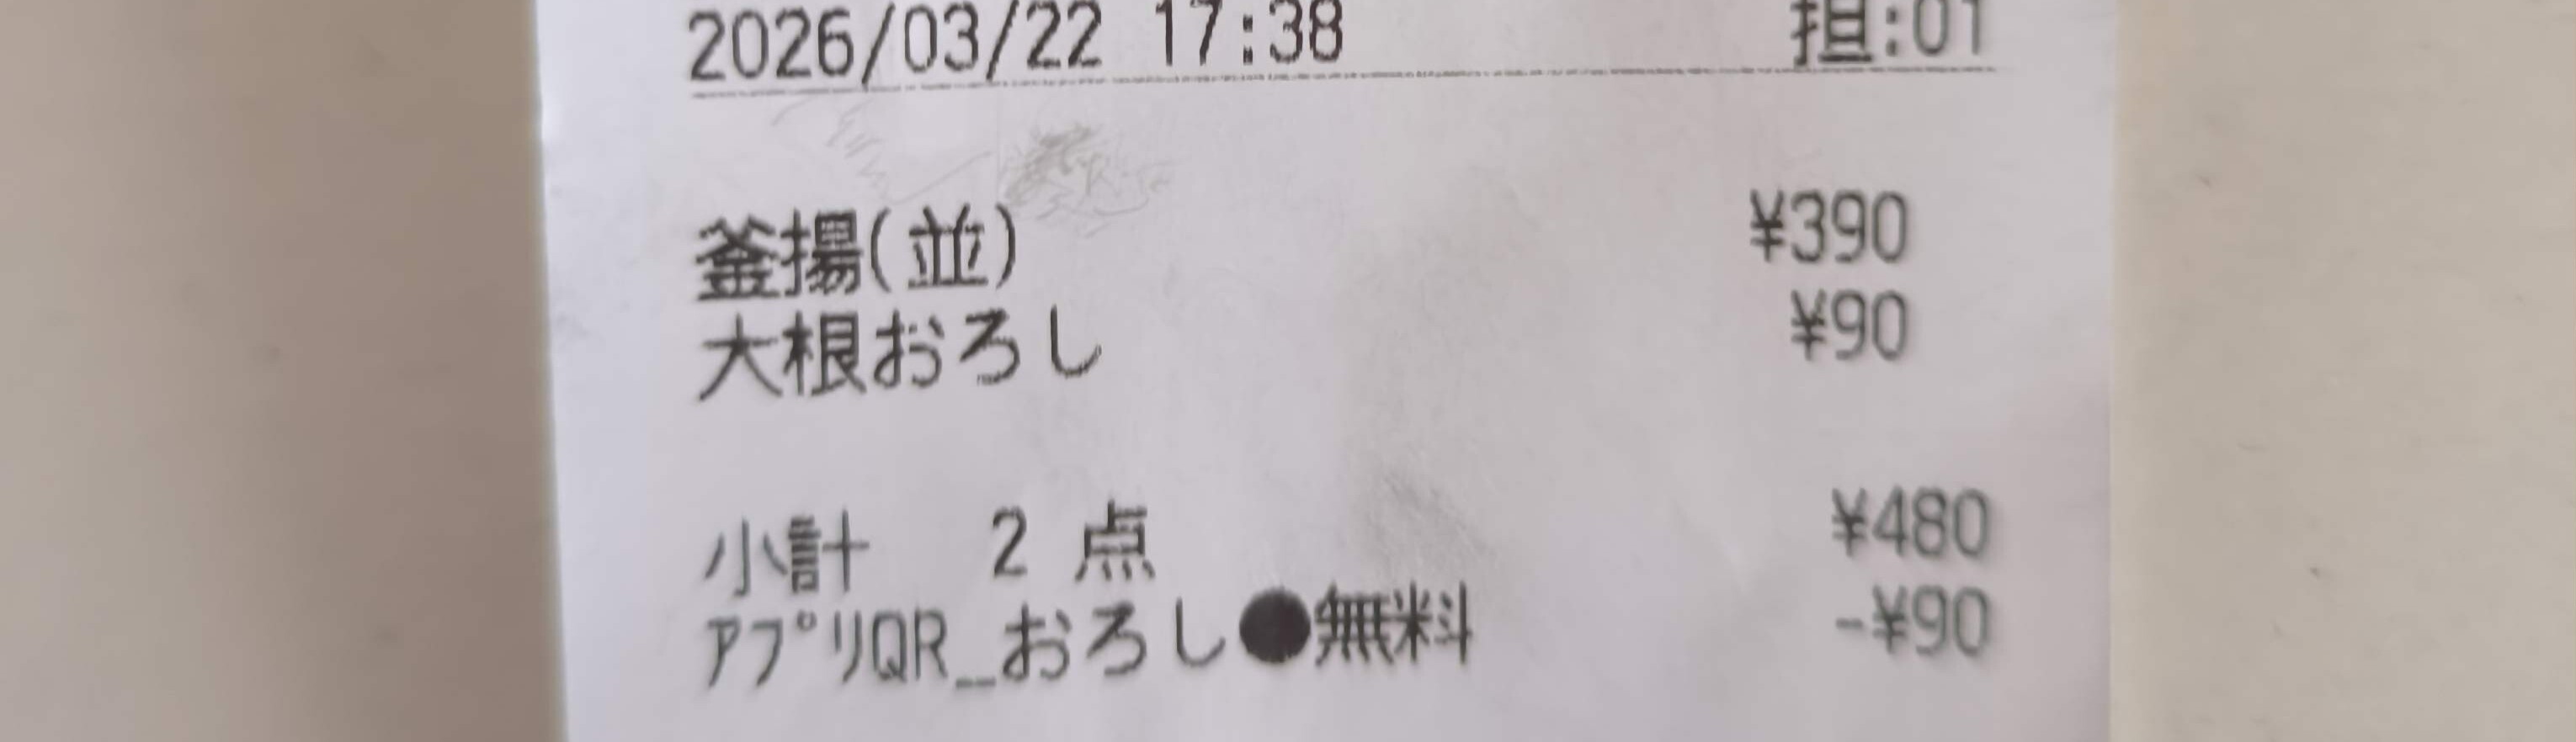 2026/03/22 17:38 担:01
釜揚(並) ¥390
大根おろし ¥90
小計 2 点 ¥480
ｱﾌﾟﾘQR_おろし●無料 -¥90